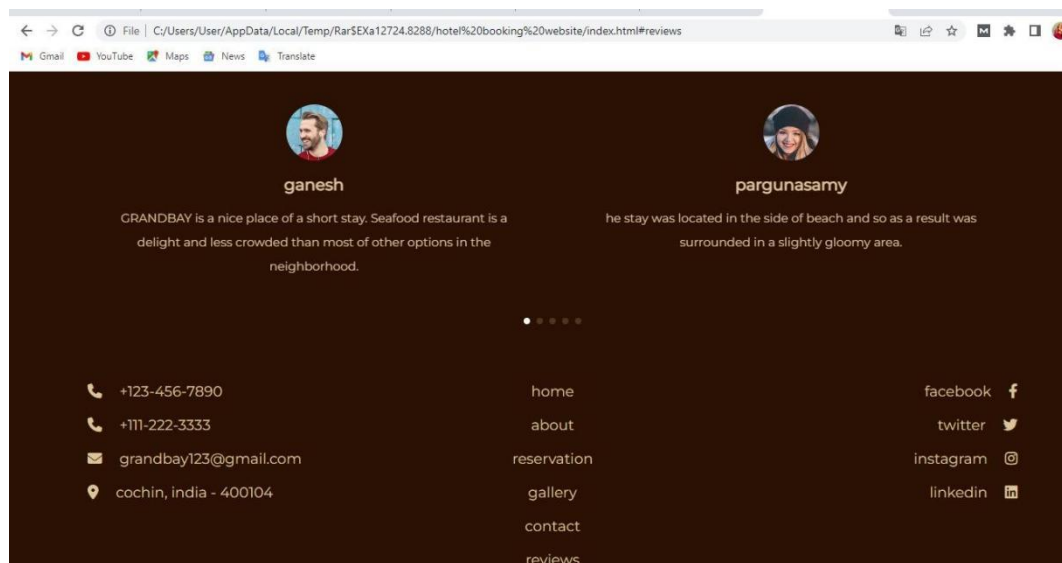 File | C:/Users/User/AppData/Local/Temp/Rar$EXa12724.8288/hotel%20booking%20website/index.html#reviews
Gmail YouTube Maps News Translate
ganesh
GRANDBAY is a nice place of a short stay. Seafood restaurant is a
delight and less crowded than most of other options in the
neighborhood.
pargunasamy
he stay was located in the side of beach and so as a result was
surrounded in a slightly gloomy area.
+123-456-7890
+111-222-3333
grandbay123@gmail.com
cochin, india - 400104
home
about
reservation
gallery
contact
reviews
facebook
twitter
instagram
linkedin